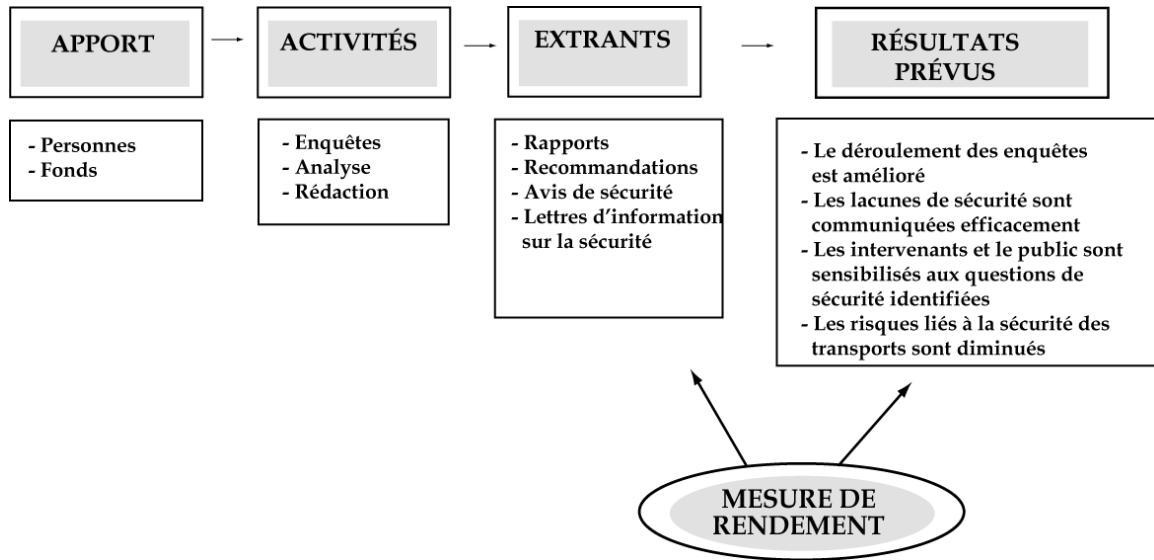 APPORT
ACTIVITÉS
EXTRANTS
RÉSULTATS
PRÉVUS
- Personnes
- Fonds
- Enquêtes
- Analyse
- Rédaction
- Rapports
- Recommandations
- Avis de sécurité
- Lettres d’information
sur la sécurité
- Le déroulement des enquêtes
est amélioré
- Les lacunes de sécurité sont
communiquées efficacement
- Les intervenants et le public sont
sensibilisés aux questions de
sécurité identifiées
- Les risques liés à la sécurité des
transports sont diminués
MESURE DE
RENDEMENT